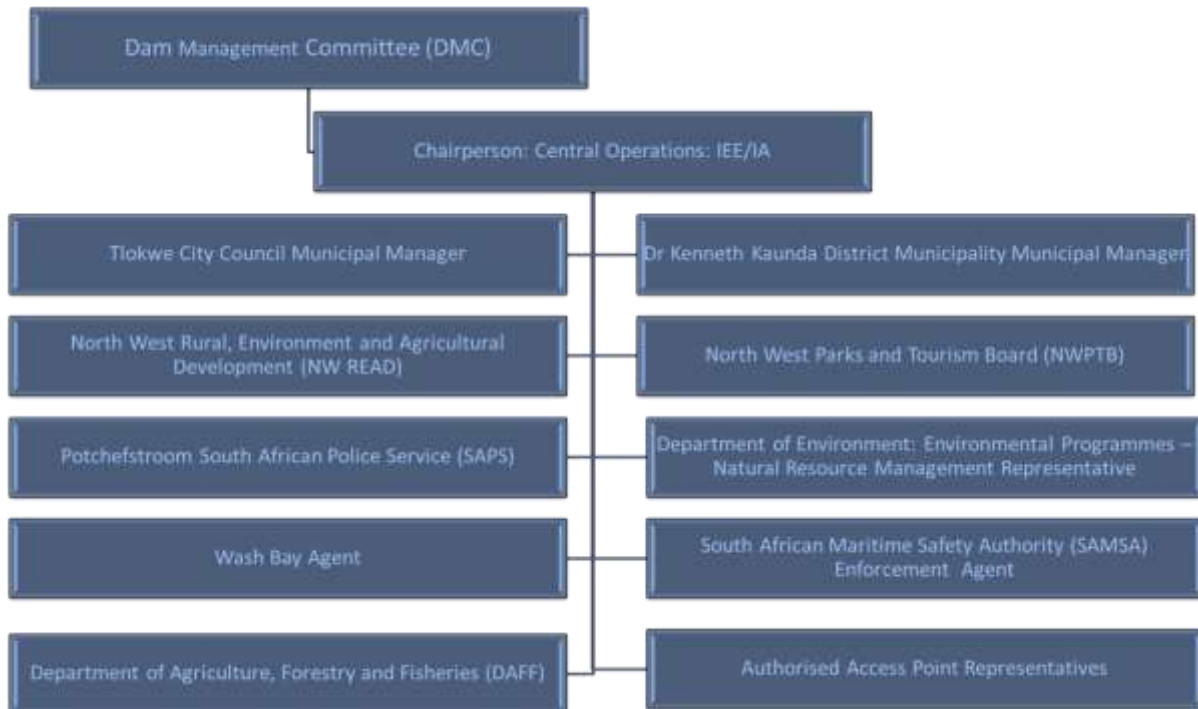 Dam Management Committee (DMC)
Chairperson: Central Operations: IEE/IA
Tlokwe City Council Municipal Manager
Dr Kenneth Kaunda District Municipality Municipal Manager
North West Rural, Environment and Agricultural
Development (NW READ)
North West Parks and Tourism Board (NWPTB)
Potchefstroom South African Police Service (SAPS)
Department of Environment: Environmental Programmes –
Natural Resource Management Representative
Wash Bay Agent
South African Maritime Safety Authority (SAMSA)
Enforcement Agent
Department of Agriculture, Forestry and Fisheries (DAFF)
Authorised Access Point Representatives